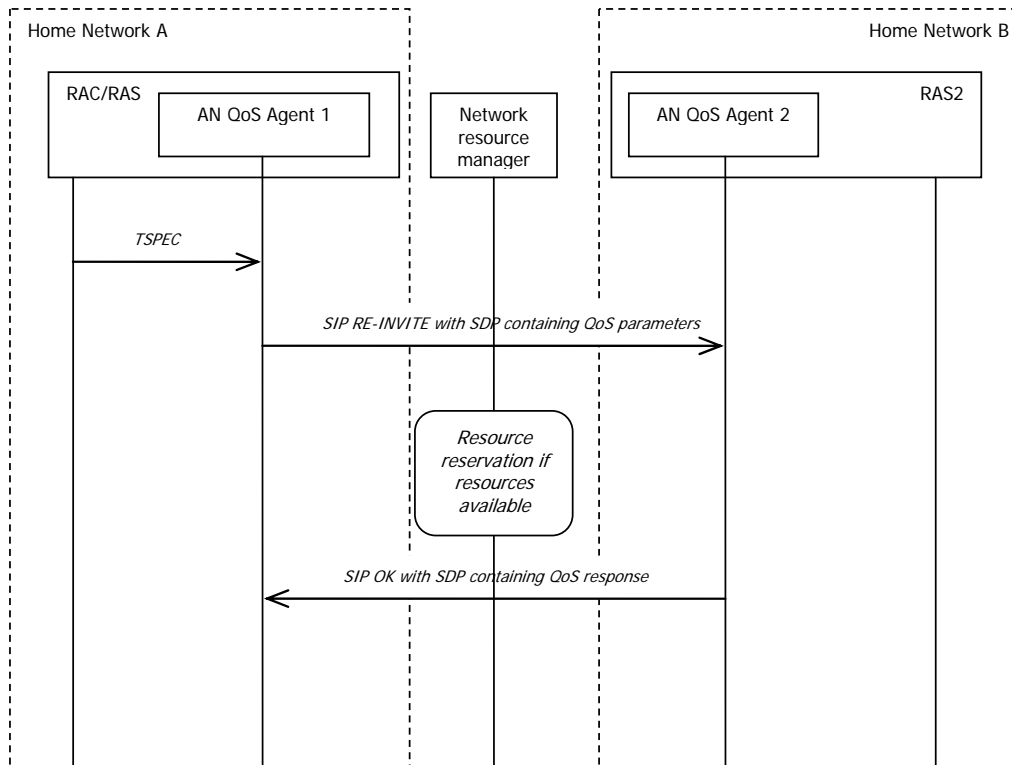 Home Network A
Home Network B
RAC/RAS
AN QoS Agent 1
Network
resource
manager
AN QoS Agent 2
RAS2
TSPEC
SIP RE-INVITE with SDP containing QoS parameters
Resource
reservation if
resources
available
SIP OK with SDP containing QoS response